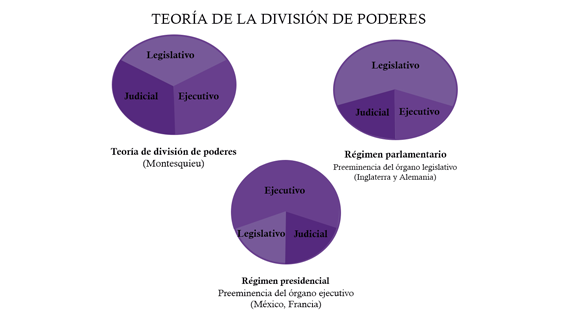 TEORÍA DE LA DIVISIÓN DE PODERES
Legislativo
Judicial
Ejecutivo
Teoría de división de poderes
(Montesquieu)
Legislativo
Judicial
Ejecutivo
Régimen parlamentario
Preeminencia del órgano legislativo
(Inglaterra y Alemania)
Ejecutivo
Legislativo
Judicial
Régimen presidencial
Preeminencia del órgano ejecutivo
(México, Francia)